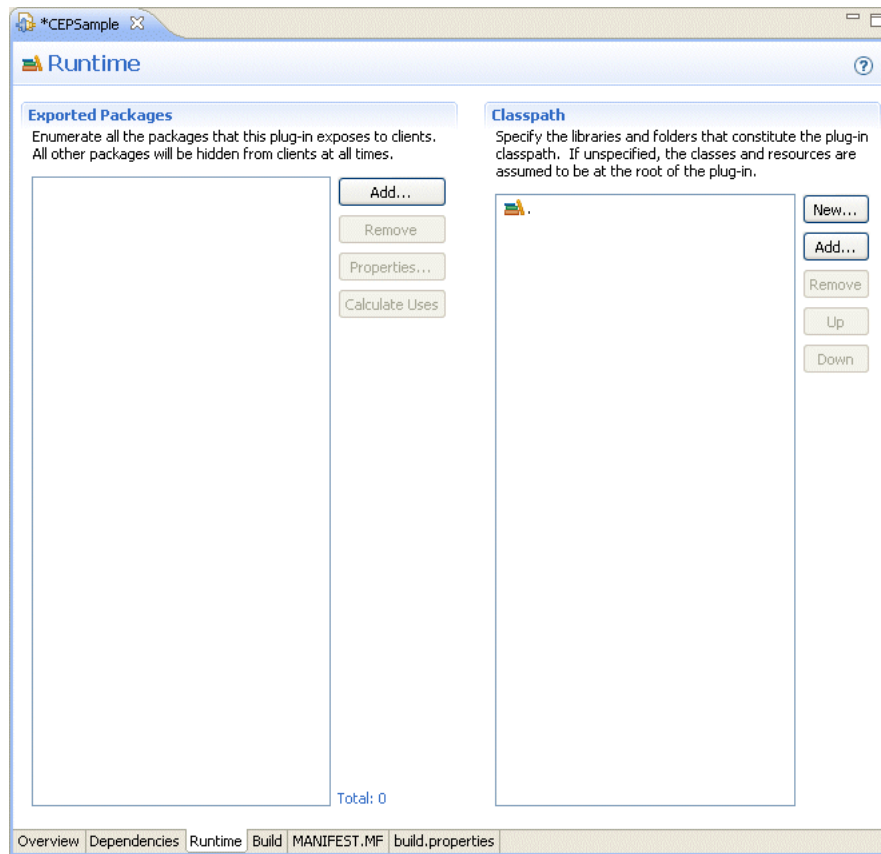 *CEPSample
Runtime
Exported Packages
Enumerate all the packages that this plug-in exposes to clients.
All other packages will be hidden from clients at all times.
Add...
Remove
Properties...
Calculate Uses
Total: 0
Classpath
Specify the libraries and folders that constitute the plug-in
classpath.  If unspecified, the classes and resources are
assumed to be at the root of the plug-in.
.
New...
Add...
Remove
Up
Down
Overview Dependencies Runtime Build MANIFEST.MF build.properties